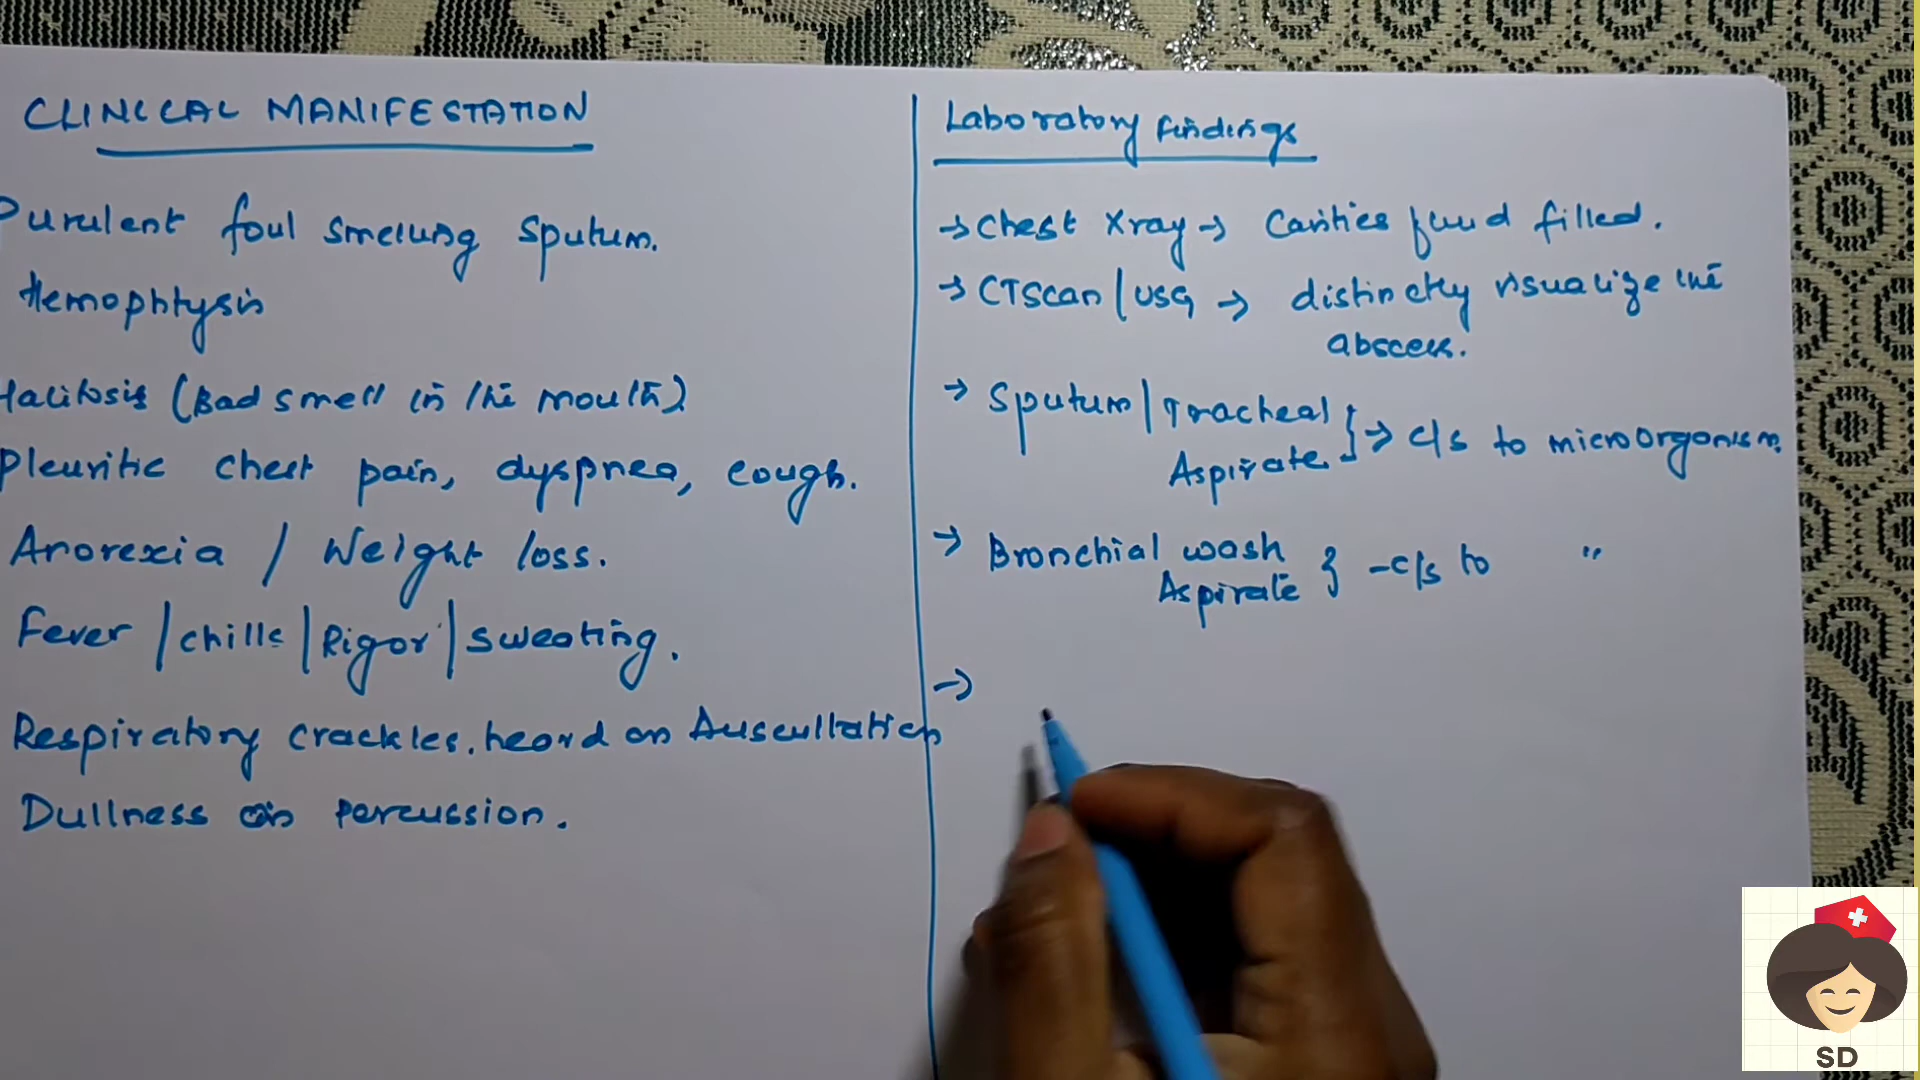 CLINICAL MANIFESTATION
Purulent foul smelling sputum.
Hemophtysis
Halitosis (Bad smell in the mouth)
Pleuritic chest pain, dyspnea, cough.
Anorexia / Weight loss.
Fever / chills / Rigor / sweating.
Respiratory crackles. heard on Auscultation
Dullness on percussion.
Laboratory findings
→ Chest Xray → Cavities fluid filled.
→ CTScan / USG → distinctly visualize the
abscess.
→ Sputum / Tracheal
Aspirate } → c/s to microorganism.
→ Bronchial wash
Aspirate } - c/s to "
→
SD